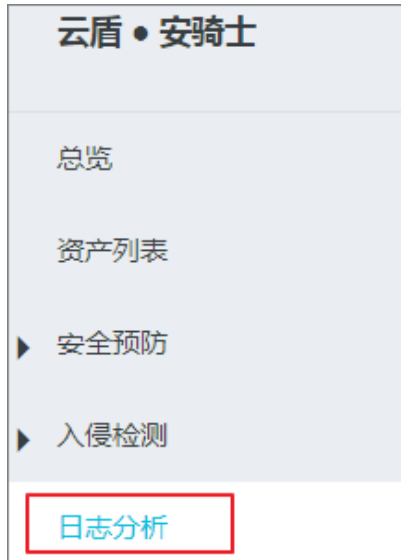 云盾 • 安骑士
总览
资产列表
安全预防
入侵检测
日志分析